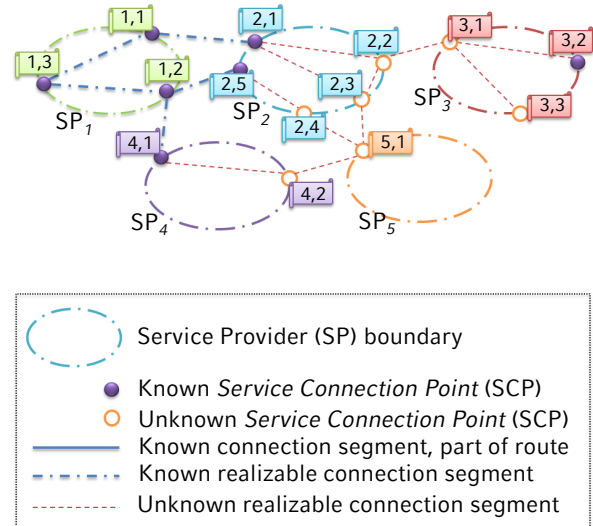 1,1
2,1
3,1
2,2
3,2
1,3
1,2
2,5
2,3
3,3
SP1
SP2
SP3
2,4
4,1
5,1
4,2
SP4
SP5
Service Provider (SP) boundary
Known Service Connection Point (SCP)
Unknown Service Connection Point (SCP)
Known connection segment, part of route
Known realizable connection segment
Unknown realizable connection segment